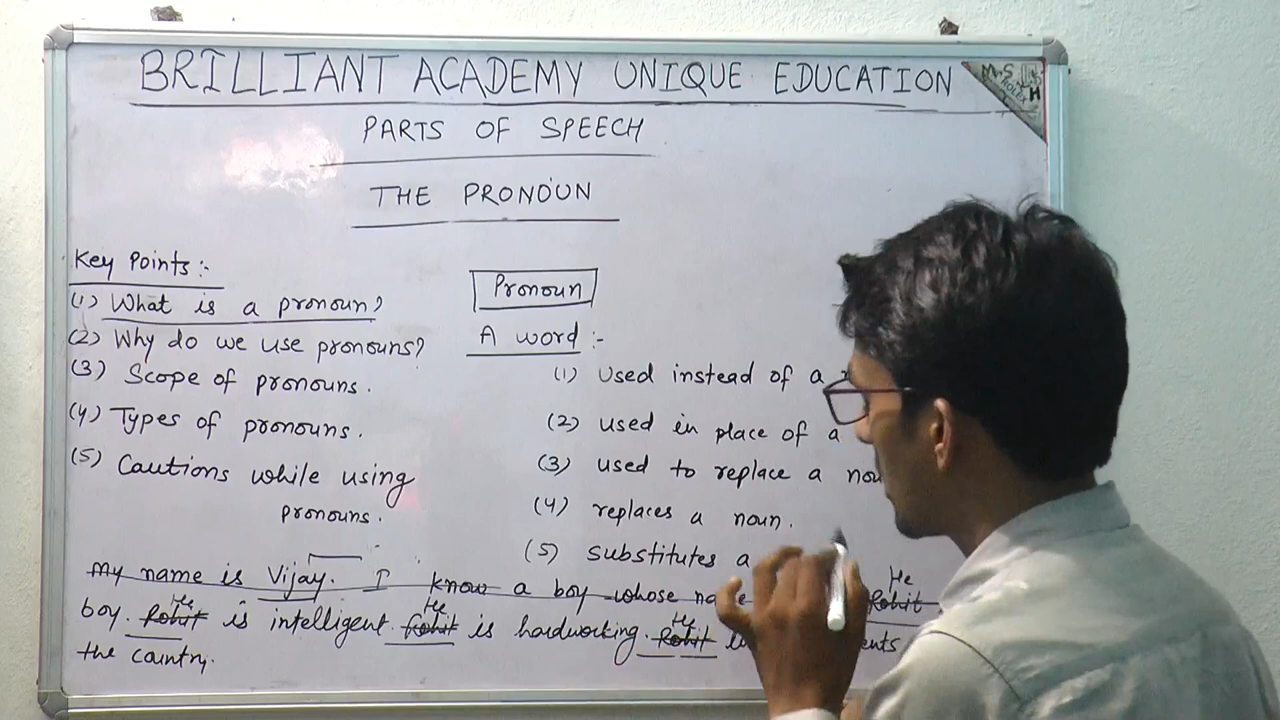 BRILLIANT ACADEMY UNIQUE EDUCATION
PARTS OF SPEECH
THE PRONOUN
Key Points:-
(1) What is a pronoun?
(2) Why do we use pronouns?
(3) Scope of pronouns.
(4) Types of pronouns.
(5) Cautions while using
pronouns.
Pronoun
A word :-
(1) Used instead of a
(2) used in place of a
(3) used to replace a
(4) replaces a noun.
(5) substitutes a
My name is Vijay. I know a boy whose Rohit He
boy. Rohit He is intelligent. Rohit He is hardworking. Rohit He
the country.